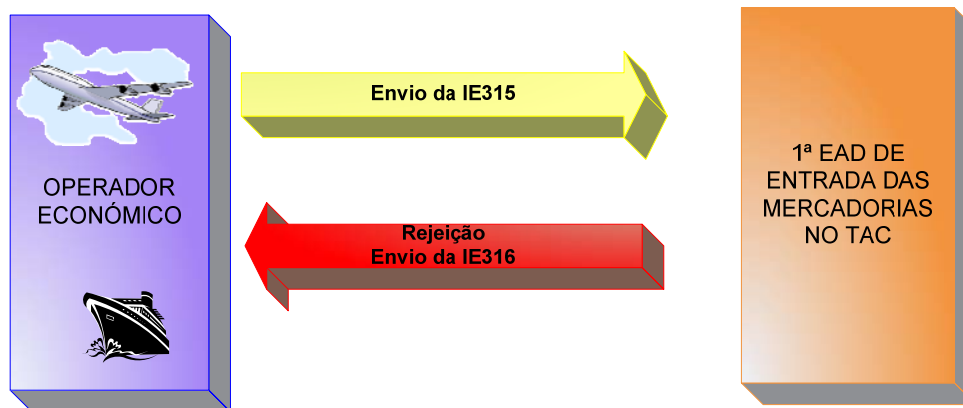 OPERADOR
ECONÓMICO
Envio da IE315
Rejeição
Envio da IE316
1ª EAD DE
ENTRADA DAS
MERCADORIAS
NO TAC